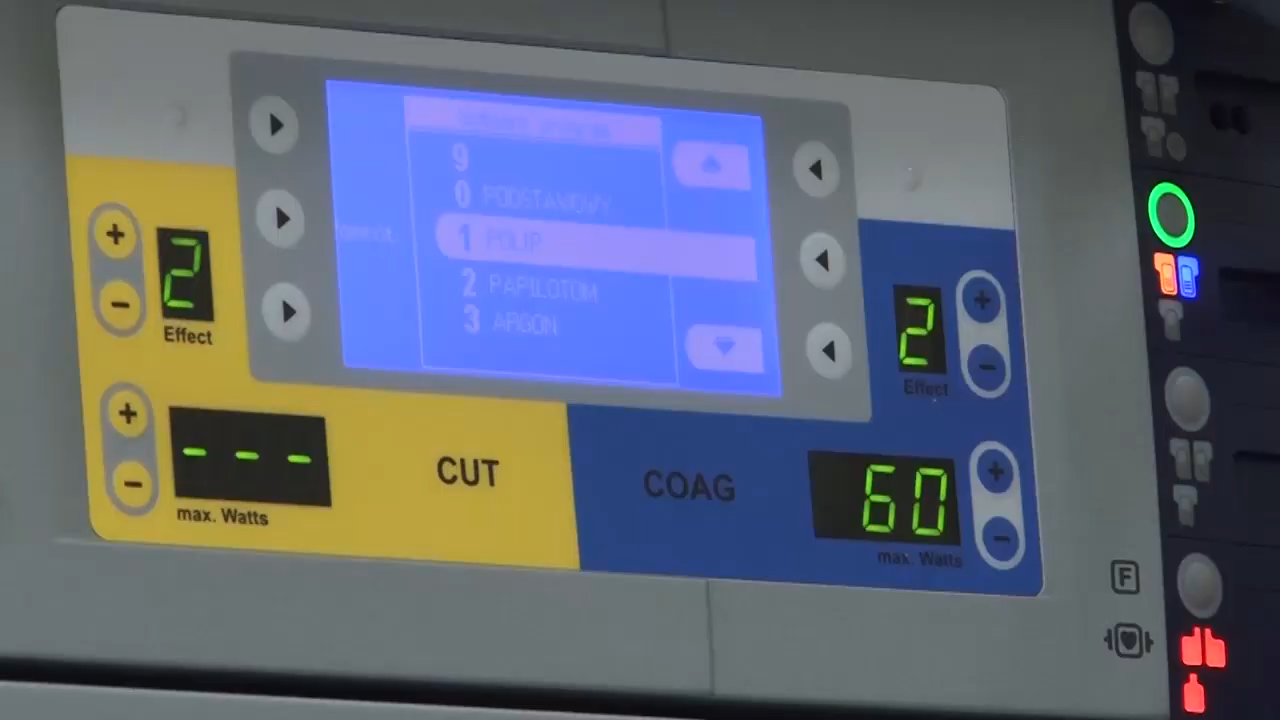 9
0 PODSTAWOWY
1 POLIP
2 PAPILOTOM
3 ARGON
+
2
−
Effect
+
2
−
Effect
+
- - -
−
max. Watts
CUT
COAG
+
60
−
max. Watts
F